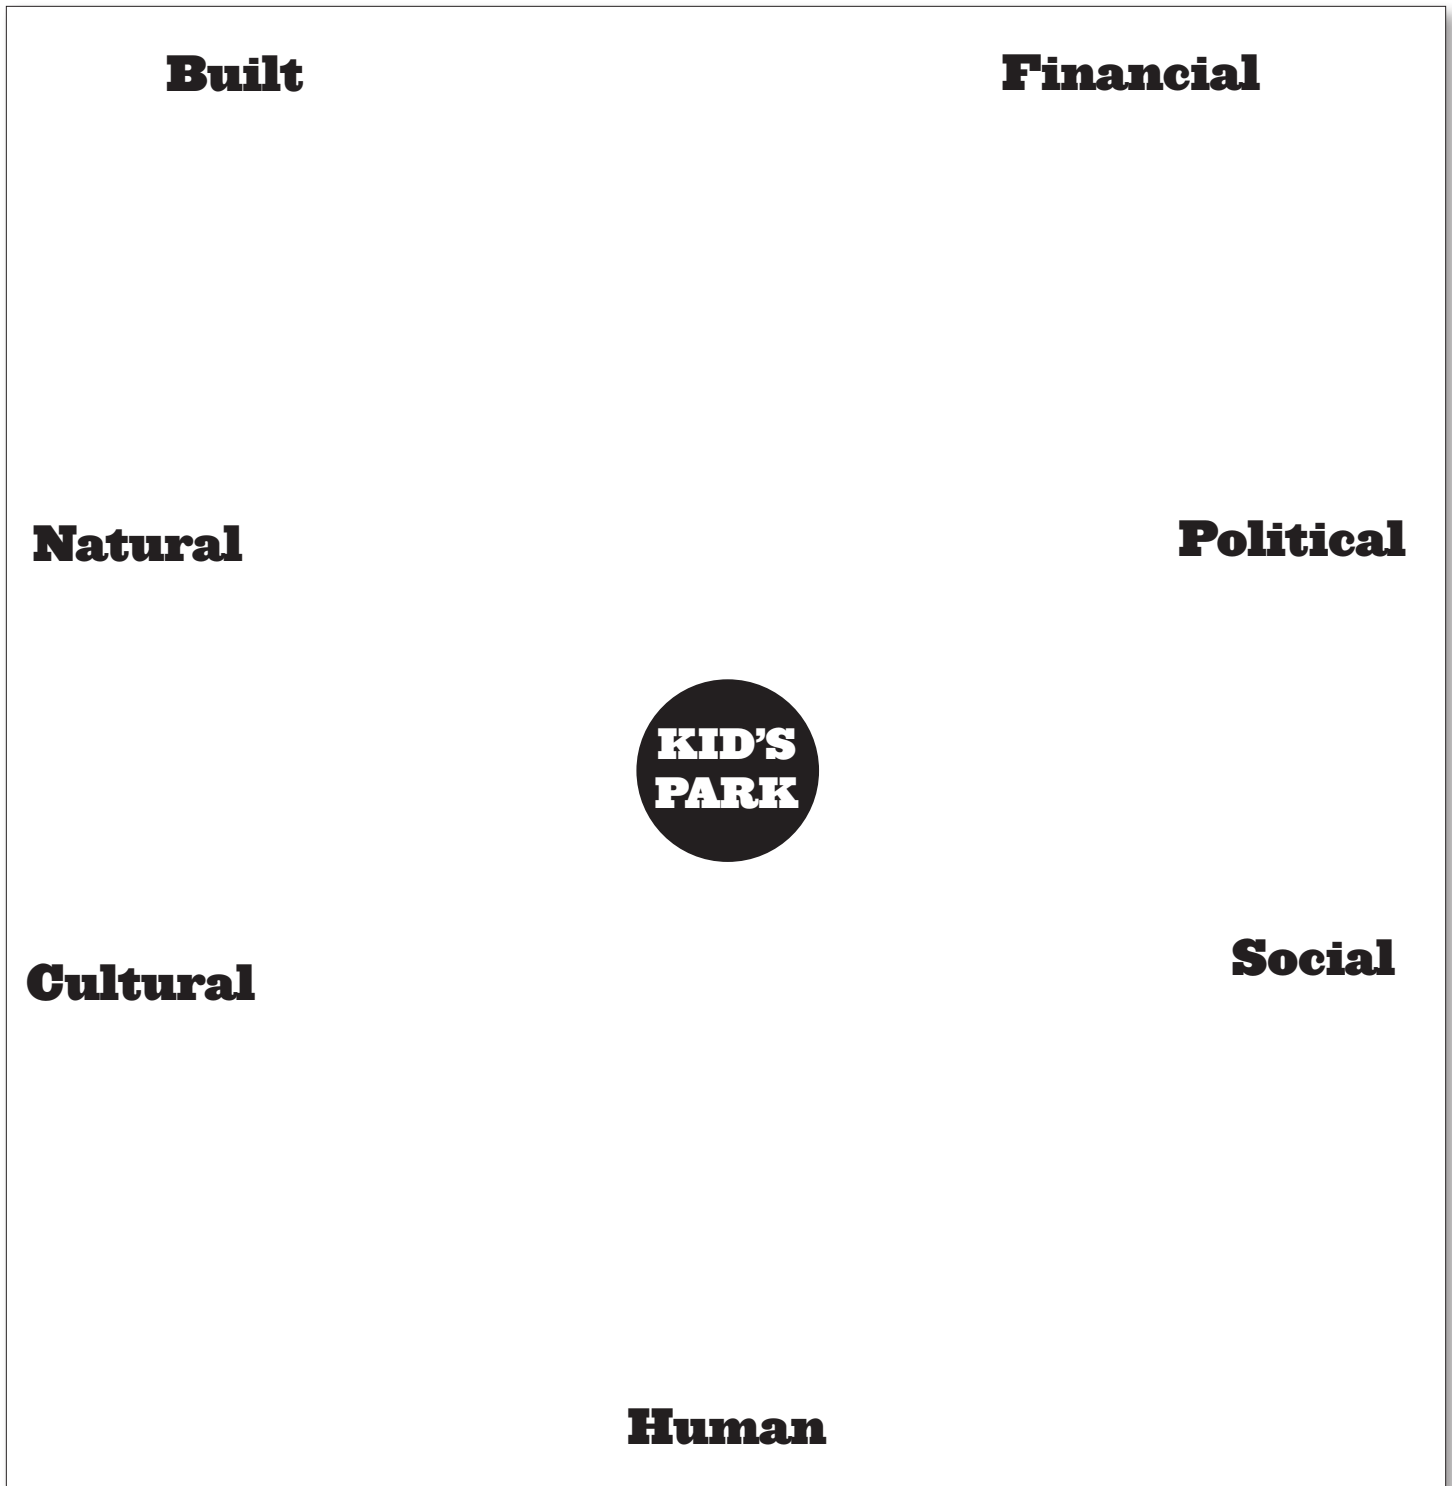 Built
Financial
Natural
Political
KID'S
PARK
Social
Cultural
Human